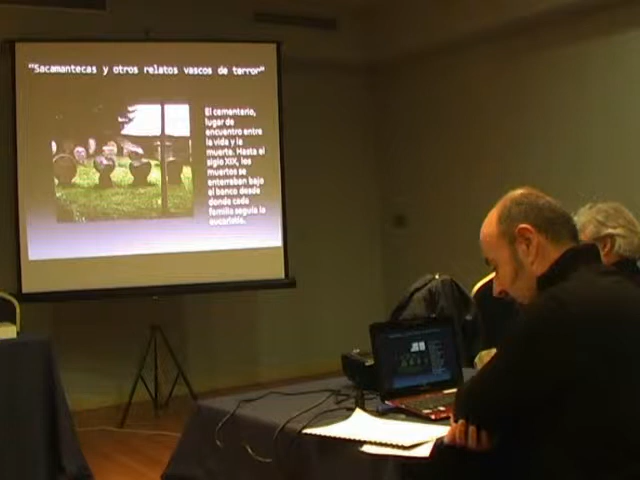 "Sacamantecas y otros relatos vascos de terror"
El cementerio,
lugar de
encuentro entre
la vida y la
muerte. Hasta el
siglo XIX, los
muertos se
enterraban bajo
el banco desde
donde cada
familia seguía la
eucaristía.